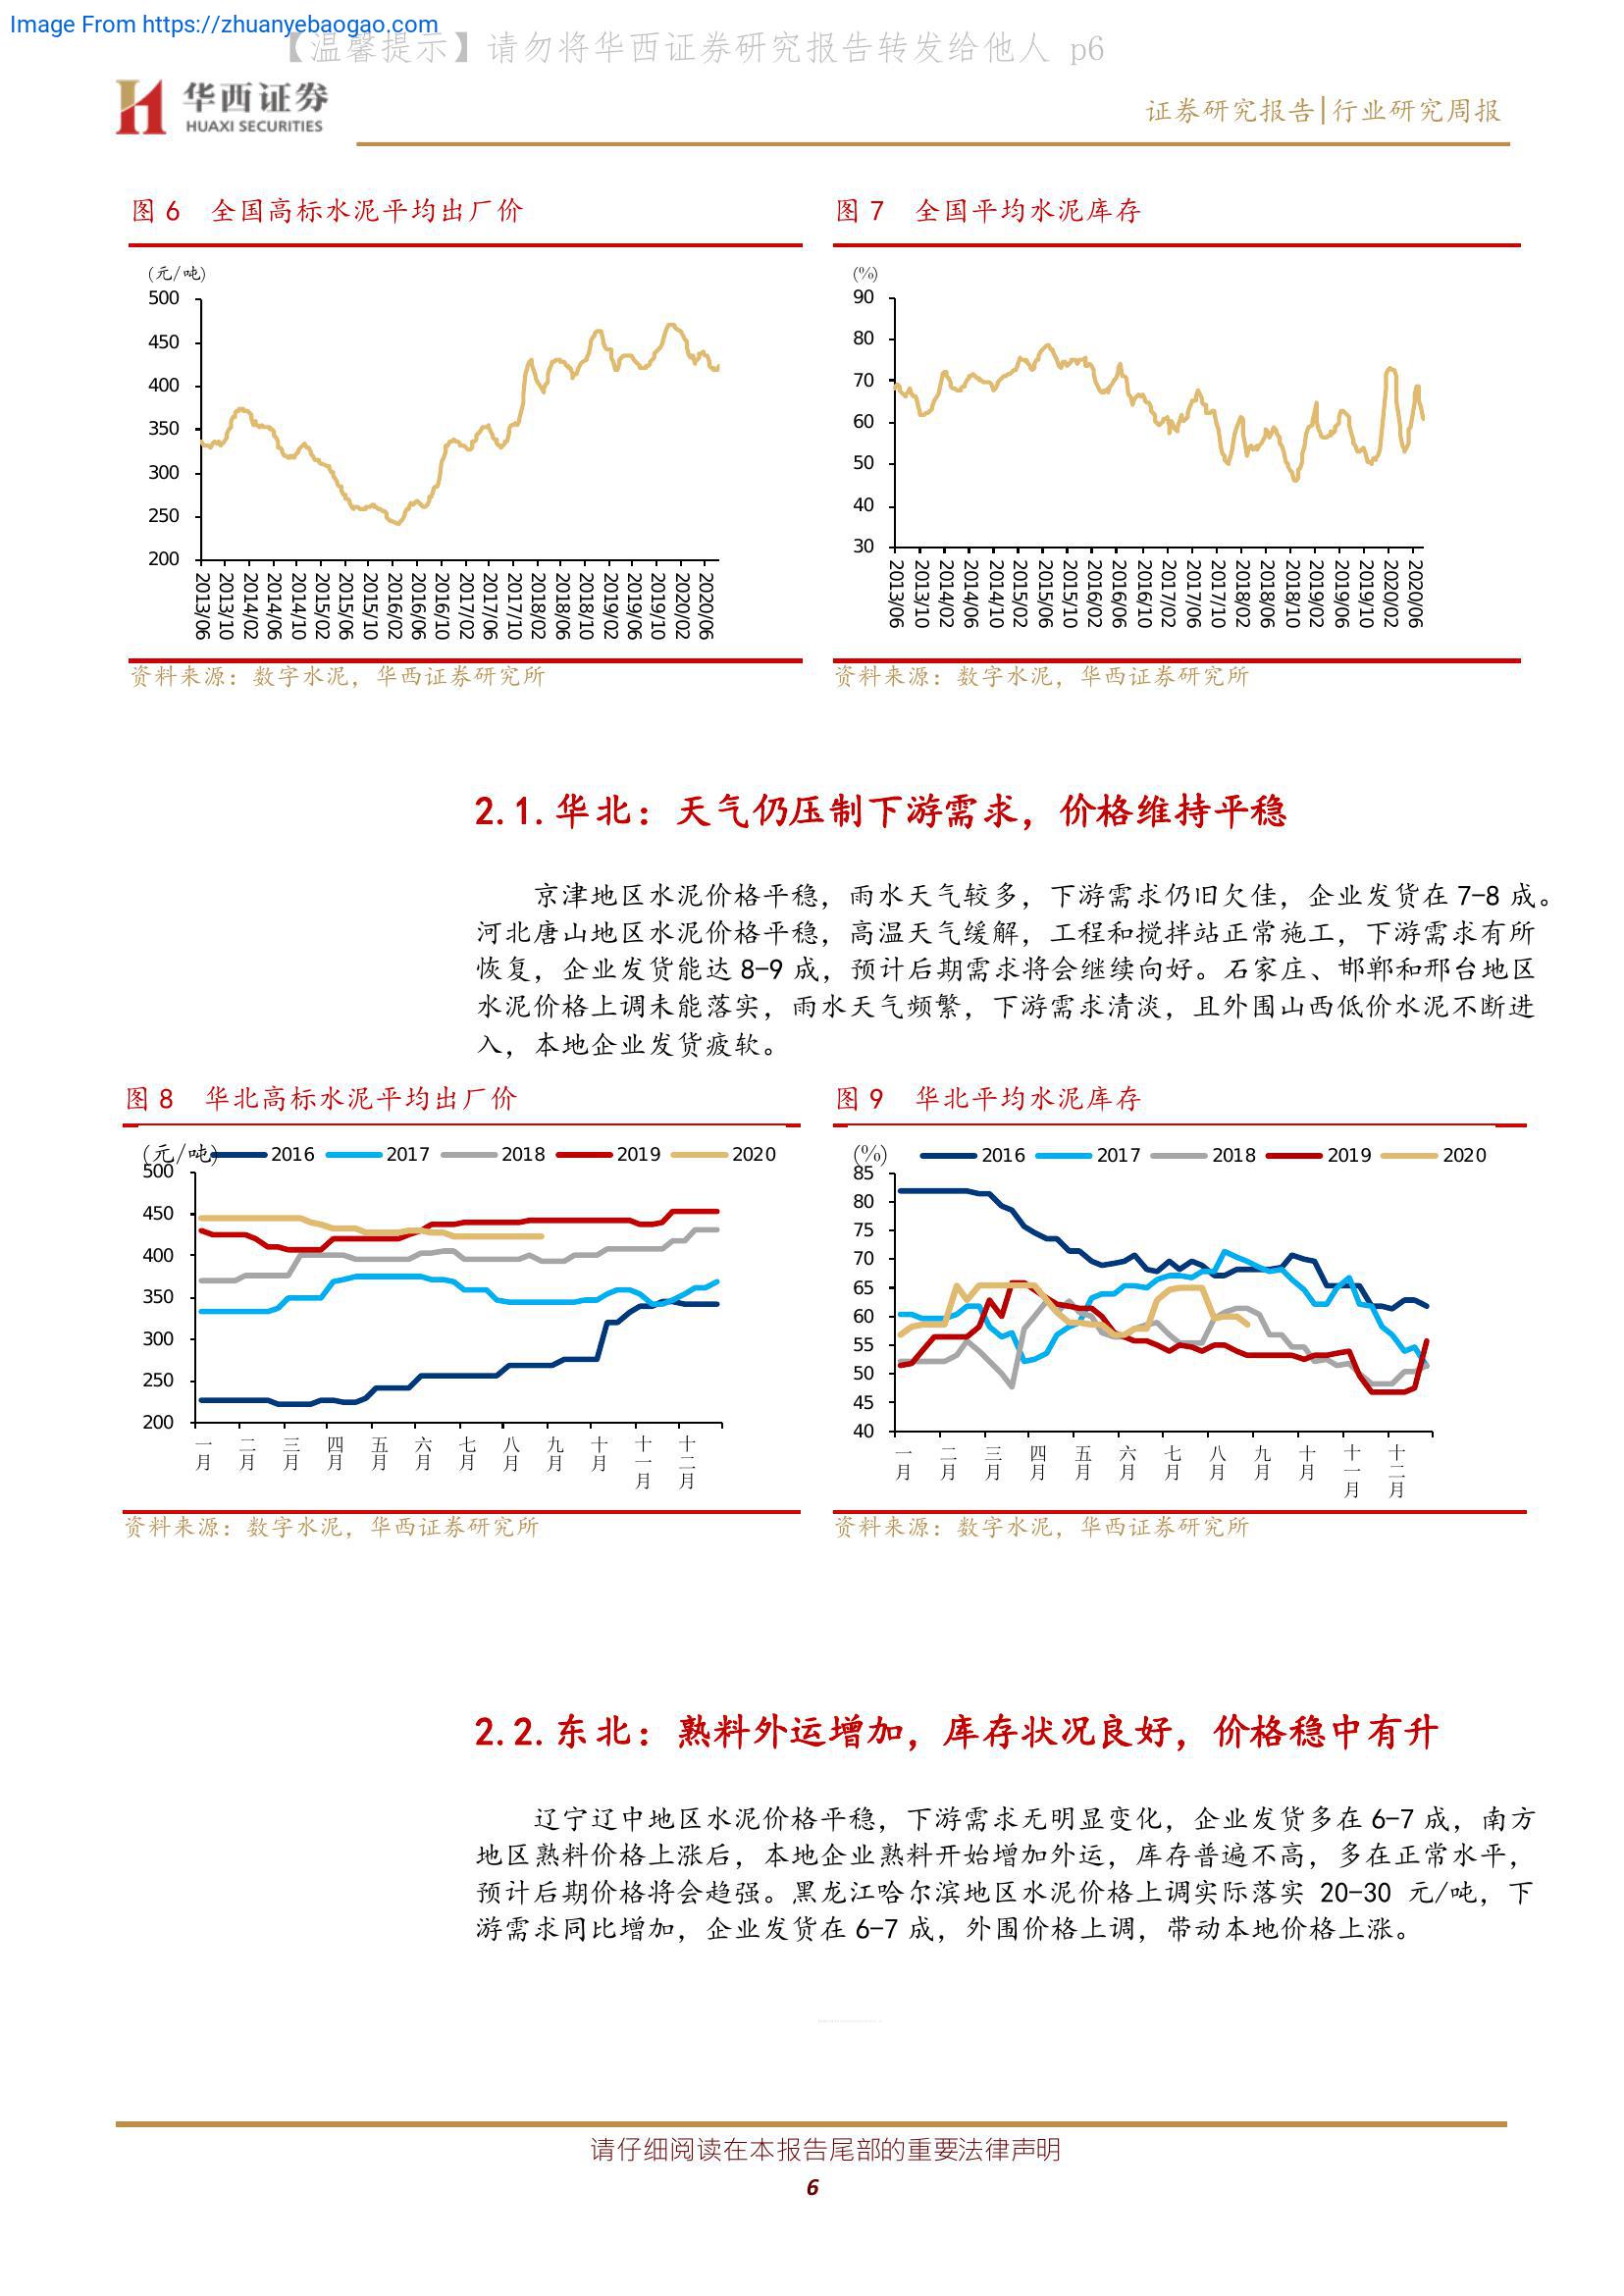 Image From https://zhuanyebaogao.com
【温馨提示】请勿将华西证券研究报告转发给他人 p6
华西证券
HUAXI SECURITIES
证券研究报告|行业研究周报
图 6 全国高标水泥平均出厂价
(元/吨)
500
450
400
350
300
250
200
2013/06 2013/10 2014/02 2014/06 2014/10 2015/02 2015/06 2015/10 2016/02 2016/06 2016/10 2017/02 2017/06 2017/10 2018/02 2018/06 2018/10 2019/02 2019/06 2019/10 2020/02 2020/06
资料来源：数字水泥，华西证券研究所
图 7 全国平均水泥库存
(%)
90
80
70
60
50
40
30
2013/06 2013/10 2014/02 2014/06 2014/10 2015/02 2015/06 2015/10 2016/02 2016/06 2016/10 2017/02 2017/06 2017/10 2018/02 2018/06 2018/10 2019/02 2019/06 2019/10 2020/02 2020/06
资料来源：数字水泥，华西证券研究所
2.1.华北：天气仍压制下游需求，价格维持平稳
京津地区水泥价格平稳，雨水天气较多，下游需求仍旧欠佳，企业发货在 7-8 成。
河北唐山地区水泥价格平稳，高温天气缓解，工程和搅拌站正常施工，下游需求有所
恢复，企业发货能达 8-9 成，预计后期需求将会继续向好。石家庄、邯郸和邢台地区
水泥价格上调未能落实，雨水天气频繁，下游需求清淡，且外围山西低价水泥不断进
入，本地企业发货疲软。
图 8 华北高标水泥平均出厂价
(元/吨) 2016 2017 2018 2019 2020
500
450
400
350
300
250
200
一月 二月 三月 四月 五月 六月 七月 八月 九月 十月 十一月 十二月
资料来源：数字水泥，华西证券研究所
图 9 华北平均水泥库存
(%) 2016 2017 2018 2019 2020
85
80
75
70
65
60
55
50
45
40
一月 二月 三月 四月 五月 六月 七月 八月 九月 十月 十一月 十二月
资料来源：数字水泥，华西证券研究所
2.2.东北：熟料外运增加，库存状况良好，价格稳中有升
辽宁辽中地区水泥价格平稳，下游需求无明显变化，企业发货多在 6-7 成，南方
地区熟料价格上涨后，本地企业熟料开始增加外运，库存普遍不高，多在正常水平，
预计后期价格将会趋强。黑龙江哈尔滨地区水泥价格上调实际落实 20-30 元/吨，下
游需求同比增加，企业发货在 6-7 成，外围价格上调，带动本地价格上涨。
请仔细阅读在本报告尾部的重要法律声明
6